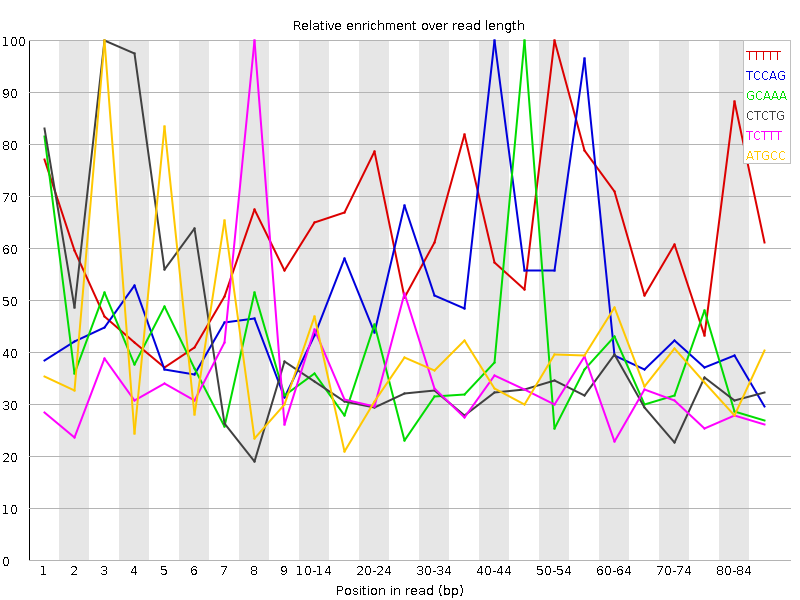 Relative enrichment over read length
100
90
80
70
60
50
40
30
20
10
0
TTTTT
TCCAG
GCAAA
CTCTG
TCTTT
ATGCC
1 2 3 4 5 6 7 8 9 10-14 20-24 30-34 40-44 50-54 60-64 70-74 80-84
Position in read (bp)